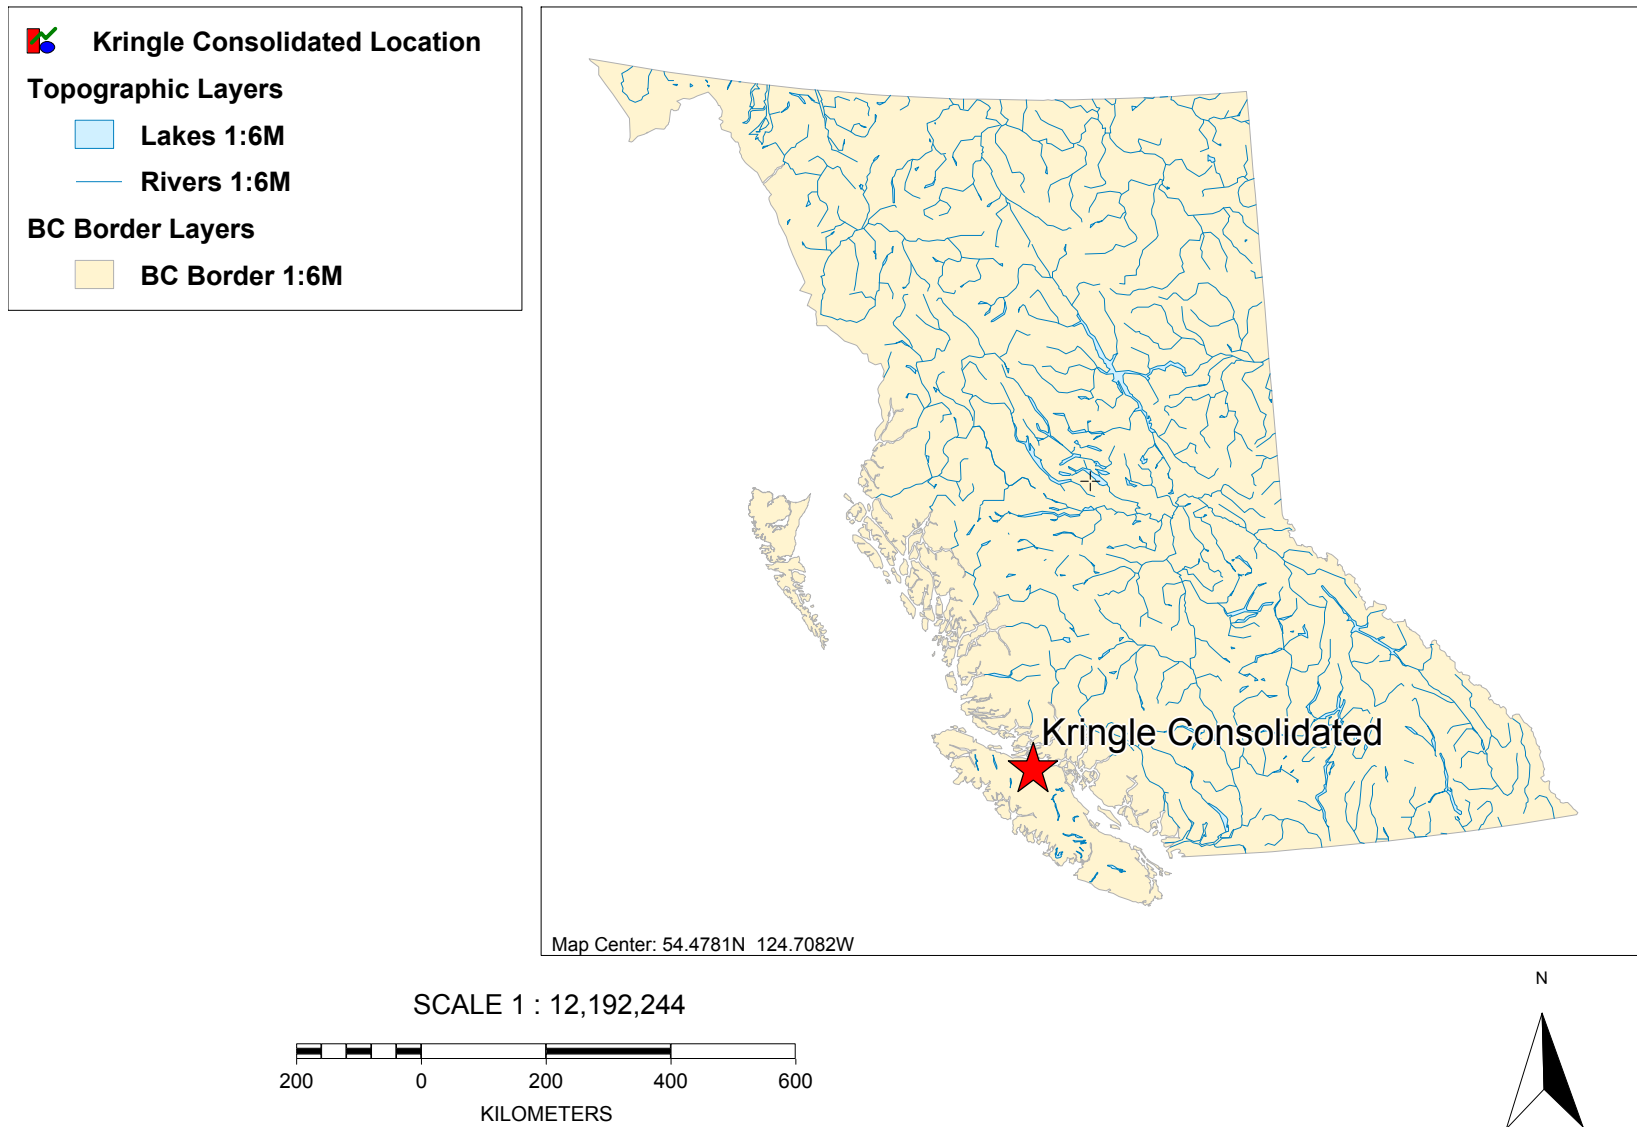 Kringle Consolidated Location
Topographic Layers
Lakes 1:6M
Rivers 1:6M
BC Border Layers
BC Border 1:6M
Kringle Consolidated
Map Center: 54.4781N  124.7082W
SCALE 1 : 12,192,244
200 0 200 400 600
KILOMETERS
N